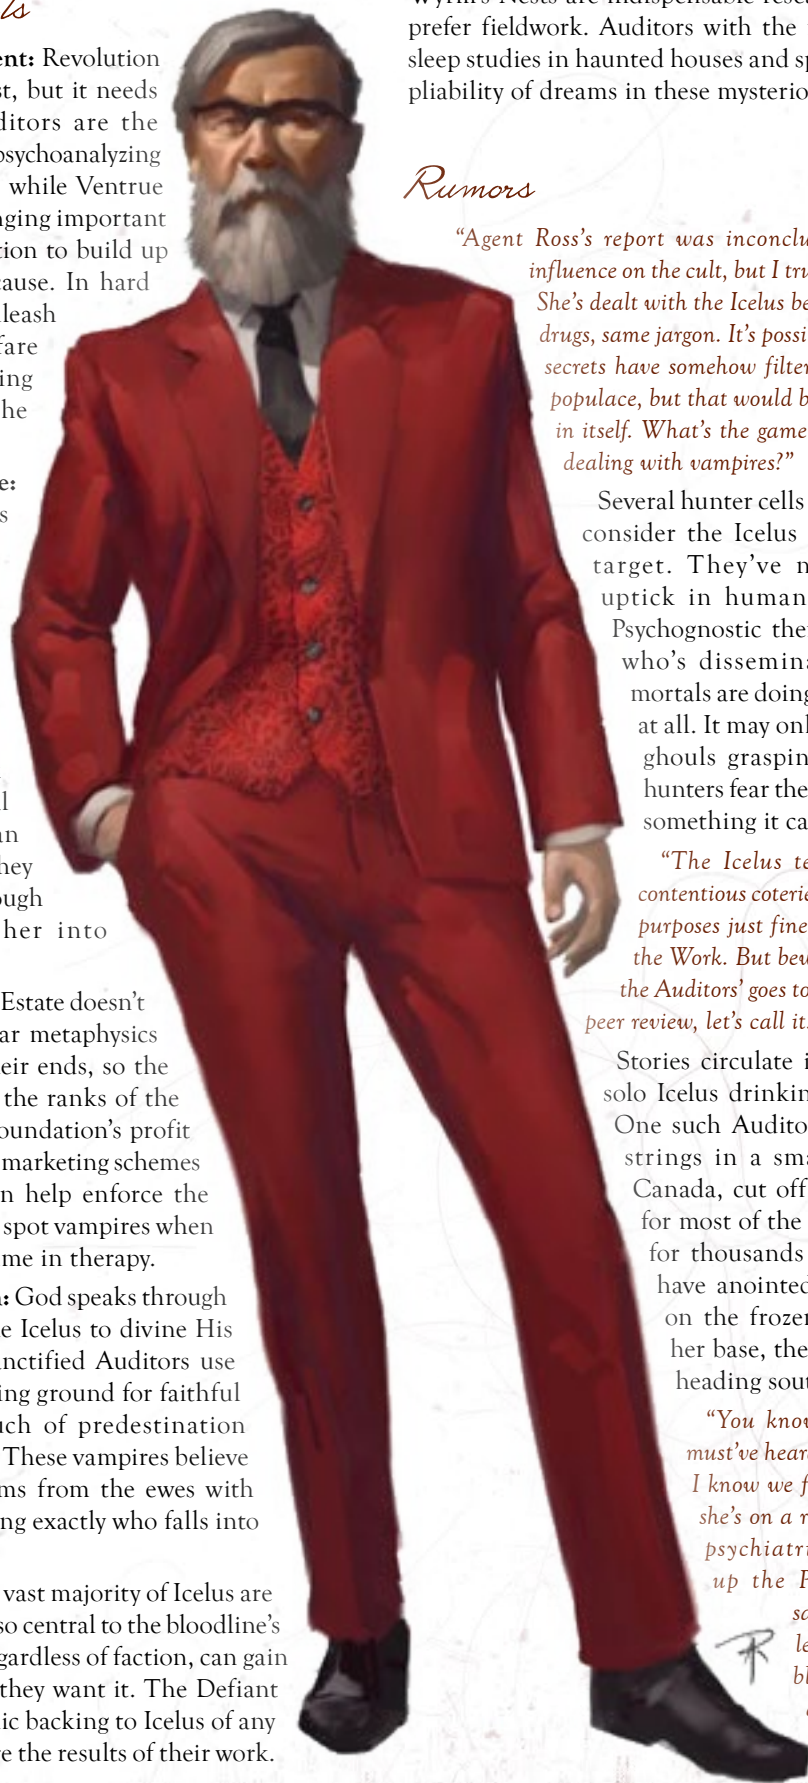 ent: Revolution
st, but it needs
ditors are the
psychoanalyzing
while Ventrue
nging important
tion to build up
cause. In hard
leash
fare
ing
he
e:
s
l
an
hey
ough
her into
Estate doesn't
ar metaphysics
eir ends, so the
the ranks of the
oundation's profit
marketing schemes
n help enforce the
spot vampires when
me in therapy.
: God speaks through
e Icelus to divine His
nctified Auditors use
ing ground for faithful
uch of predestination
These vampires believe
ms from the ewes with
ng exactly who falls into
vast majority of Icelus are
so central to the bloodline's
gardless of faction, can gain
they want it. The Defiant
ic backing to Icelus of any
e the results of their work.
prefer fieldwork. Auditors with the
sleep studies in haunted houses and sp
pliability of dreams in these mysterio
Rumors
“Agent Ross's report was inconclu
influence on the cult, but I tru
She's dealt with the Icelus be
drugs, same jargon. It's possi
secrets have somehow filter
populace, but that would b
in itself. What's the game
dealing with vampires?”
Several hunter cells
consider the Icelus
target. They've n
uptick in human
Psychognostic the
who's dissemina
mortals are doing
at all. It may onl
ghouls graspin
hunters fear the
something it ca
“The Icelus te
contentious coterie
purposes just fine
the Work. But bew
the Auditors' goes to
peer review, let's call it.
Stories circulate i
solo Icelus drinkin
One such Audito
strings in a sma
Canada, cut off
for most of the
for thousands
have anointed
on the frozen
her base, the
heading sout
“You know
must've hear
I know we f
she's on a r
psychiatri
up the P
sa
le
bl